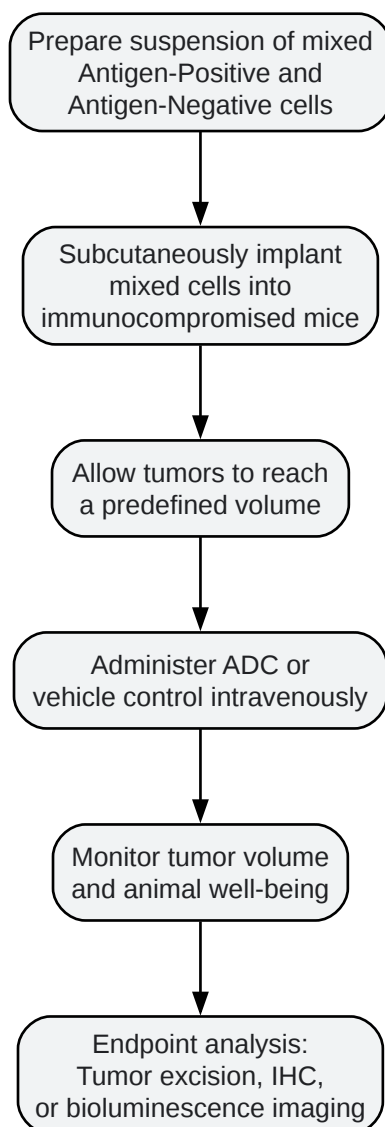 Prepare suspension of mixed
Antigen-Positive and
Antigen-Negative cells
Subcutaneously implant
mixed cells into
immunocompromised mice
Allow tumors to reach
a predefined volume
Administer ADC or
vehicle control intravenously
Monitor tumor volume
and animal well-being
Endpoint analysis:
Tumor excision, IHC,
or bioluminescence imaging